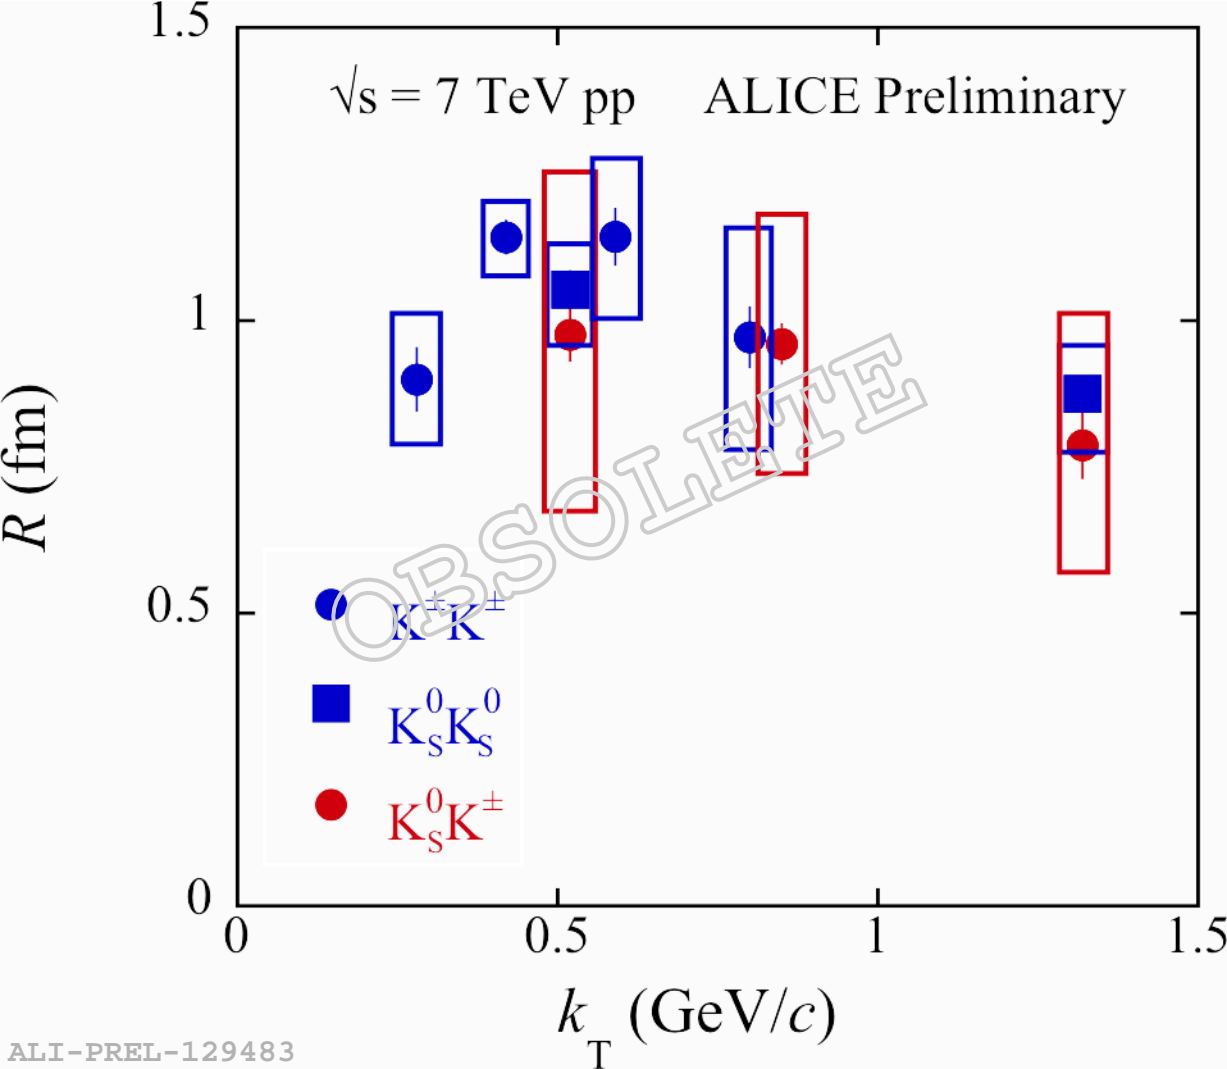 1.5
√s = 7 TeV pp ALICE Preliminary
1
R (fm)
OBSOLETE
0.5
K±K±
K0SK0S
K0SK±
0
0 0.5 1 1.5
kT (GeV/c)
ALI-PREL-129483